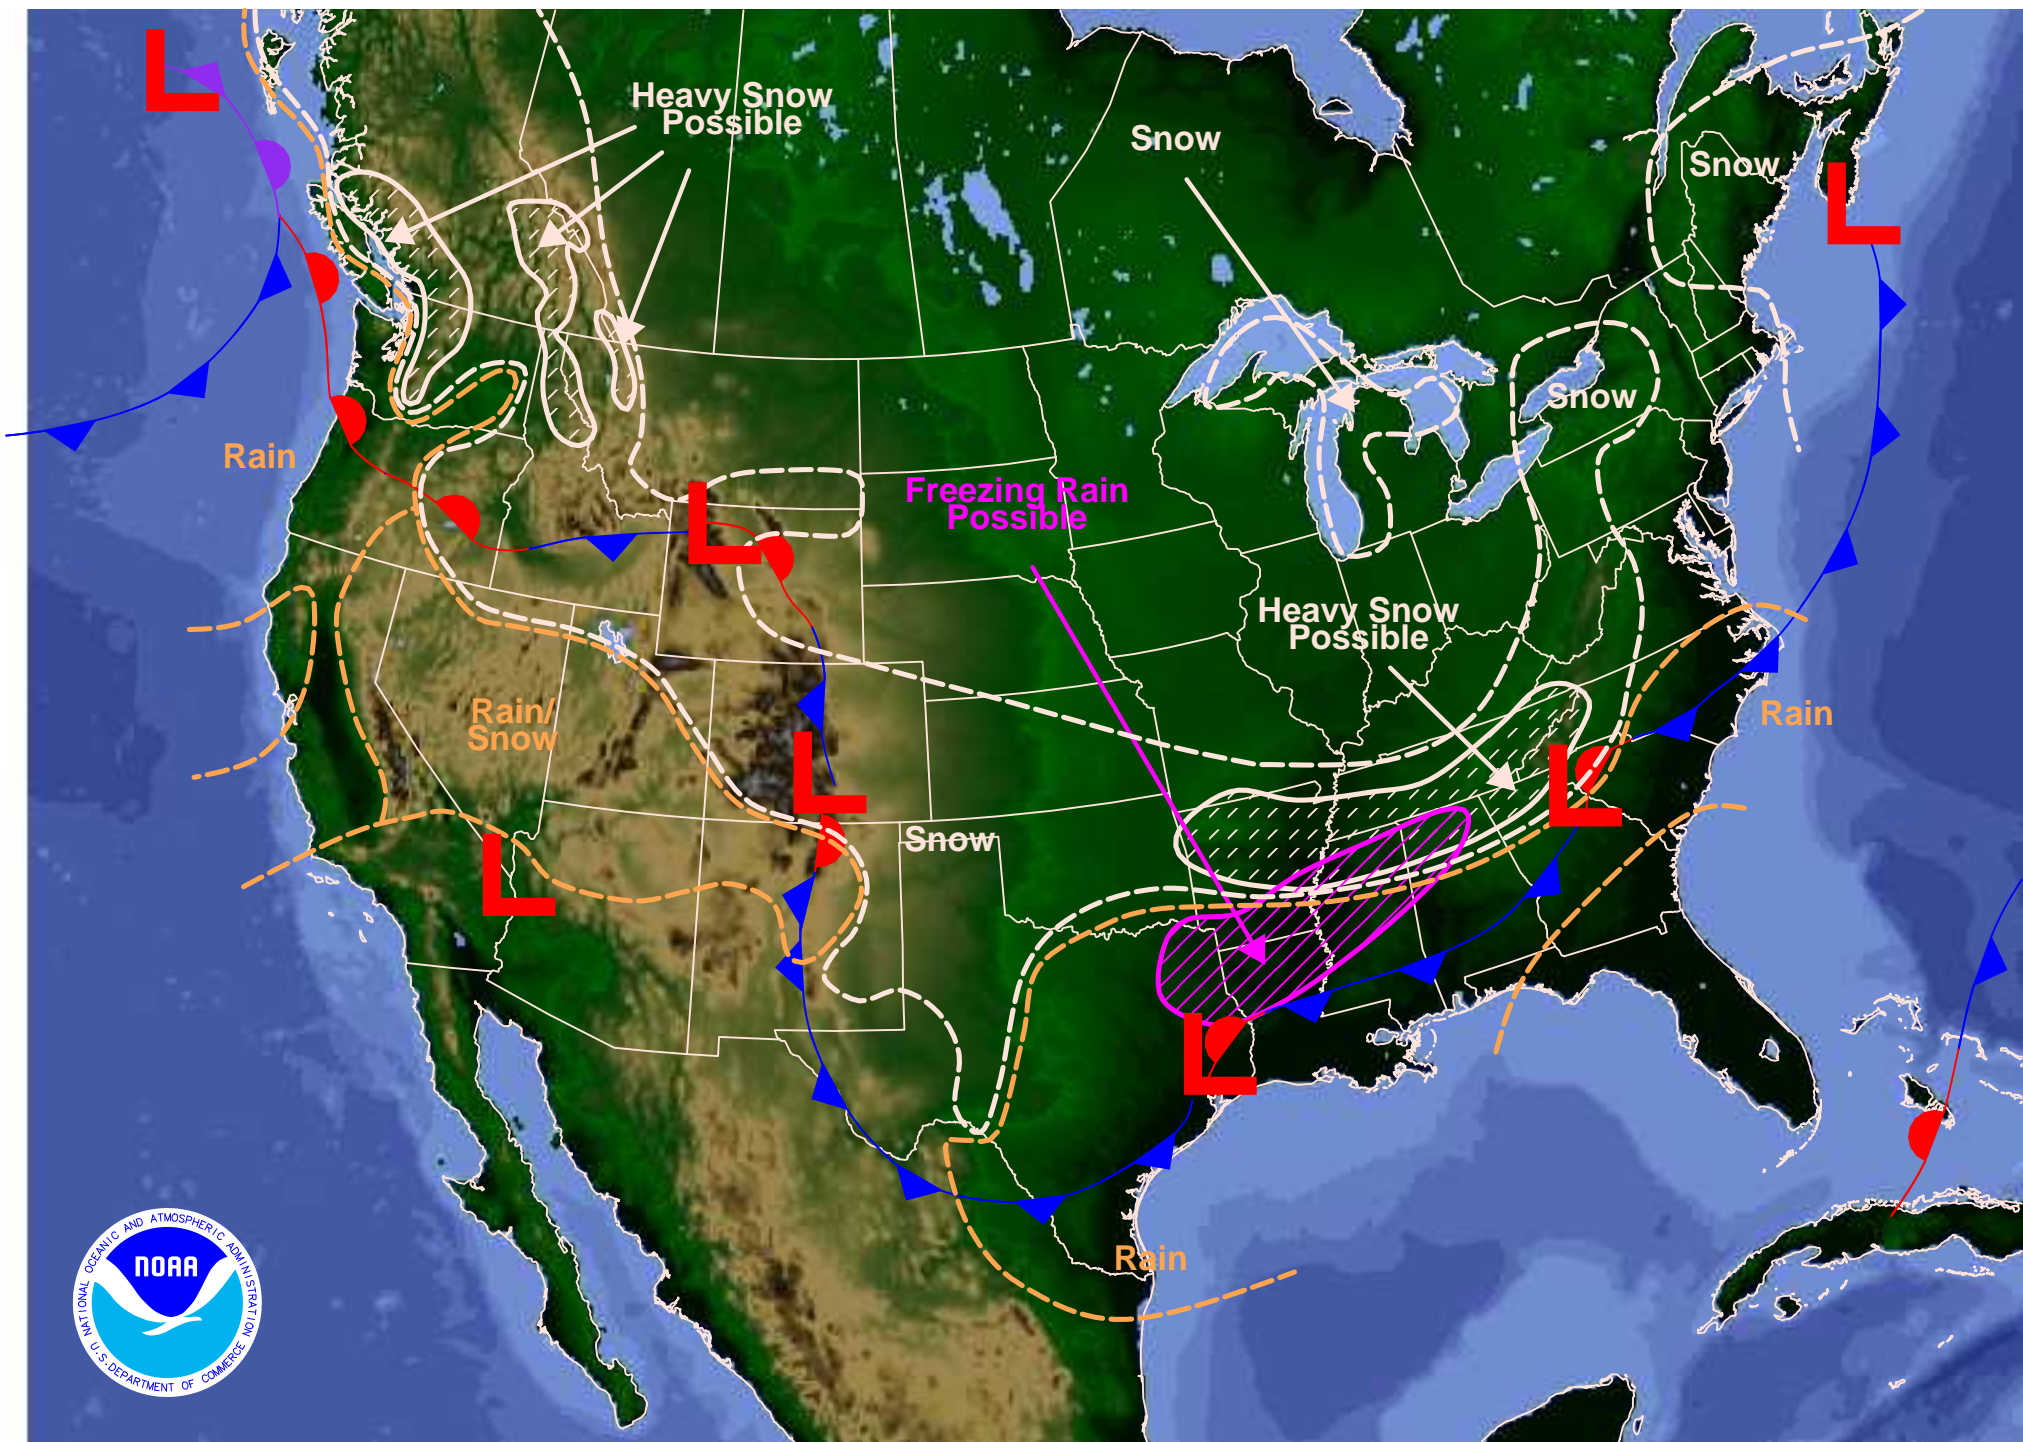 L
Heavy Snow
Possible
Snow
Snow
L
Snow
Rain
L
Freezing Rain
Possible
Heavy Snow
Possible
Rain/
Snow
Rain
L
L
Snow
L
L
Rain
NATIONAL OCEANIC AND ATMOSPHERIC ADMINISTRATION
NOAA
U.S. DEPARTMENT OF COMMERCE
L